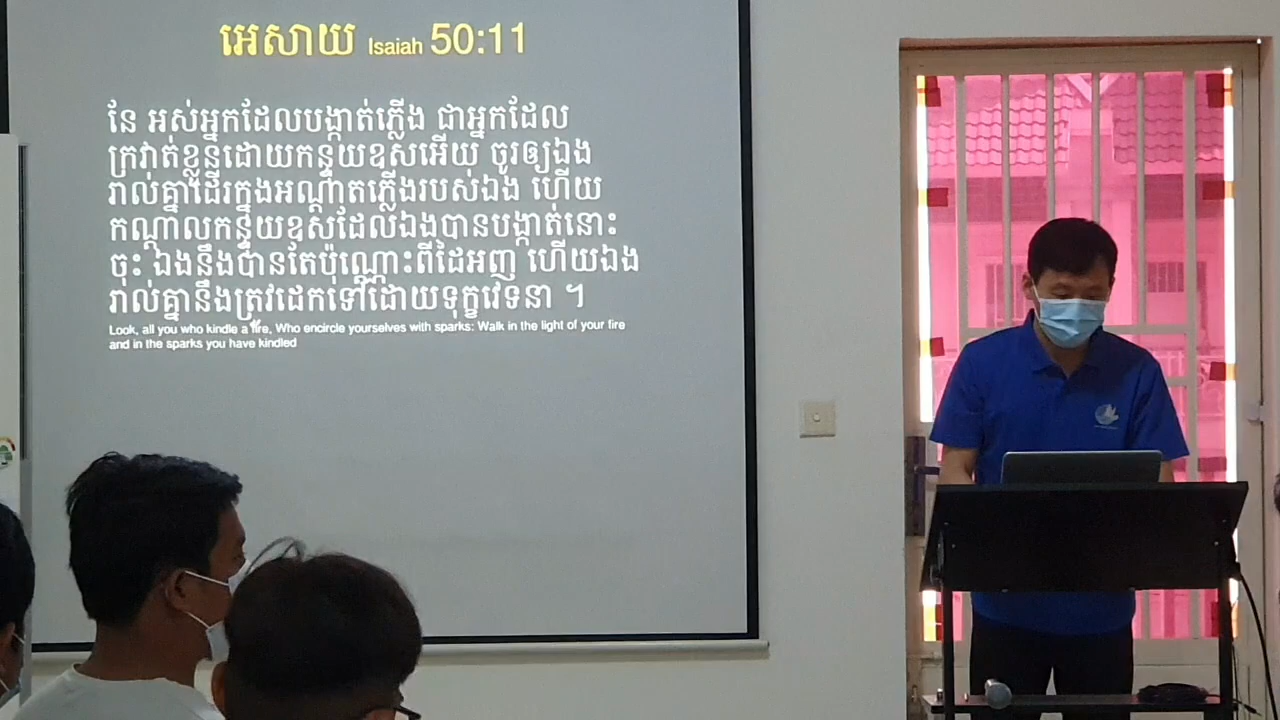 អេសាយ Isaiah 50:11
នែ អស់អ្នកដែលបង្កាត់ភ្លើង ជាអ្នកដែល
ក្រវាត់ខ្លួនដោយកន្ទុយឧសអើយ ចូរឲ្យឯង
រាល់គ្នាដើរក្នុងអណ្ដាតភ្លើងរបស់ឯង ហើយ
កណ្ដាលកន្ទុយឧសដែលឯងបានបង្កាត់នោះ
ចុះ ឯងនឹងបានតែប៉ុណ្ណោះពីដៃអញ ហើយឯង
រាល់គ្នានឹងត្រូវដេកទៅដោយទុក្ខវេទនា ។
Look, all you who kindle a fire, Who encircle yourselves with sparks: Walk in the light of your fire
and in the sparks you have kindled